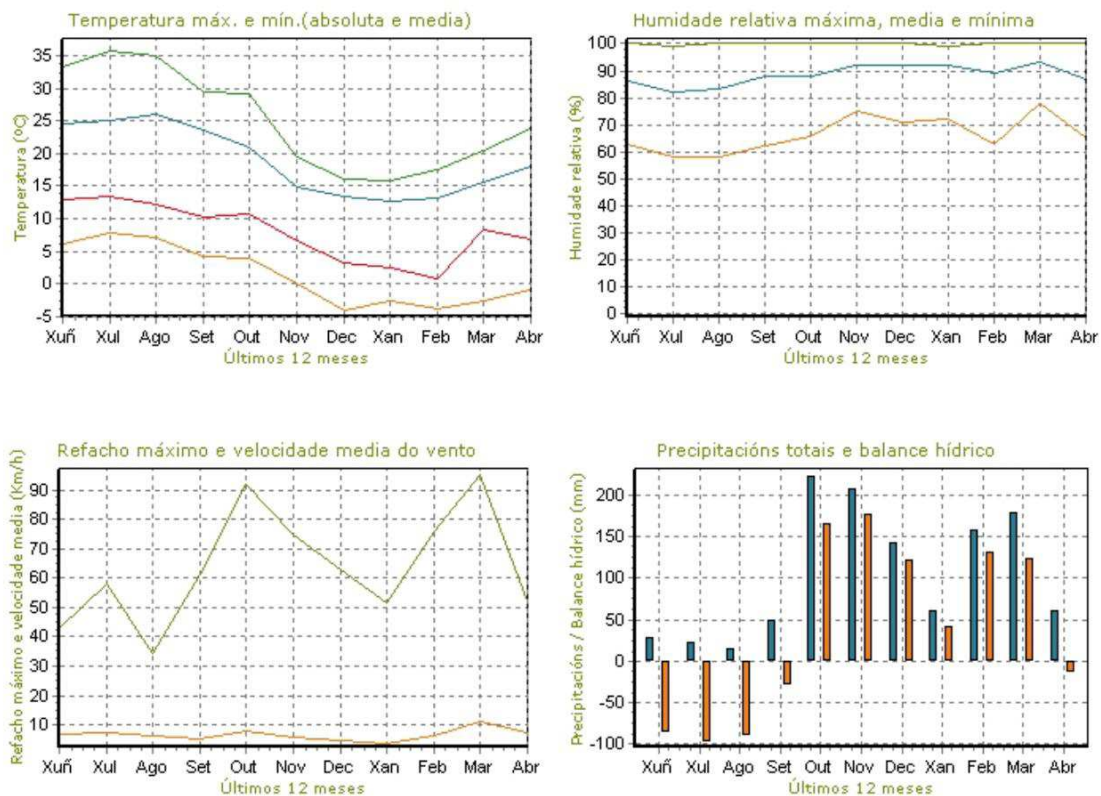 Temperatura máx. e mín.(absoluta e media)
Temperatura (ºC)
35
30
25
20
15
10
5
0
-5
Xuñ Xul Ago Set Out Nov Dec Xan Feb Mar Abr
Últimos 12 meses
Humidade relativa máxima, media e mínima
Humidade relativa (%)
100
90
80
70
60
50
40
30
20
10
0
Xuñ Xul Ago Set Out Nov Dec Xan Feb Mar Abr
Últimos 12 meses
Refacho máximo e velocidade media do vento
Refacho máximo e velocidade media (Km/h)
90
80
70
60
50
40
30
20
10
Xuñ Xul Ago Set Out Nov Dec Xan Feb Mar Abr
Últimos 12 meses
Precipitacións totais e balance hídrico
Precipitacións / Balance hídrico (mm)
200
150
100
50
0
-50
-100
Xuñ Xul Ago Set Out Nov Dec Xan Feb Mar Abr
Últimos 12 meses